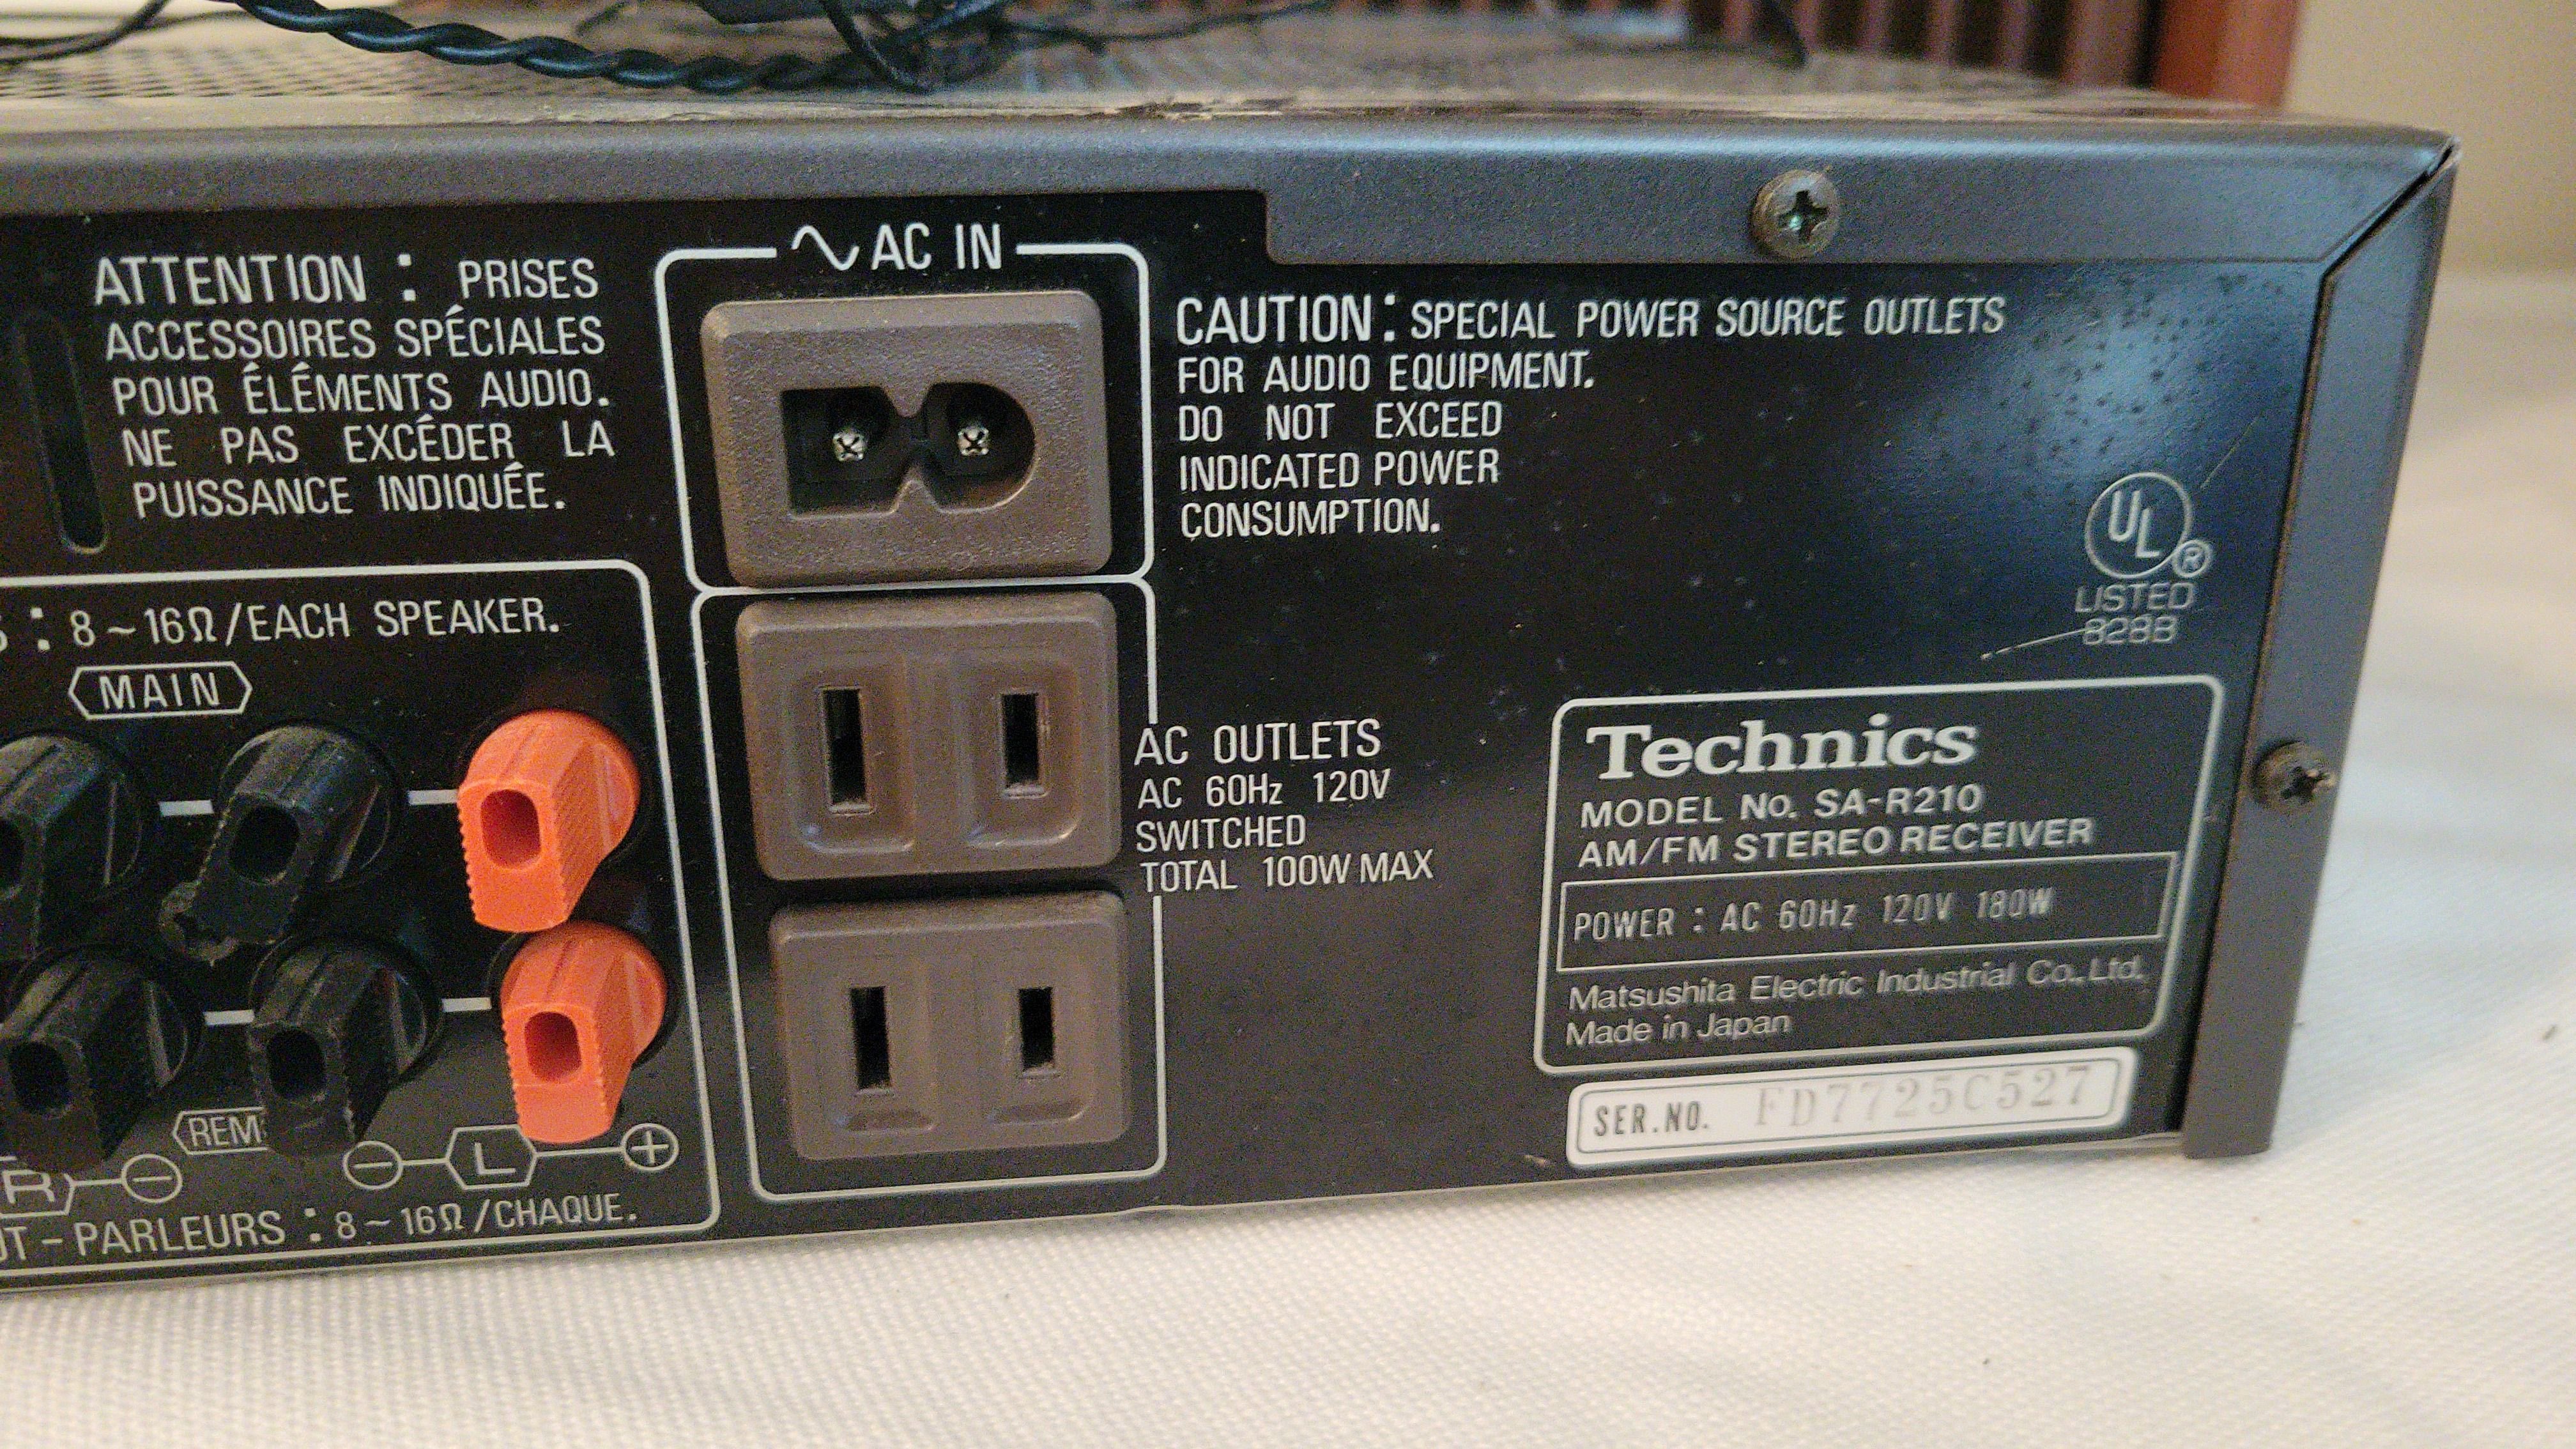 ATTENTION : PRISES
ACCESSOIRES SPÉCIALES
POUR ÉLÉMENTS AUDIO.
NE PAS EXCÉDER LA
PUISSANCE INDIQUÉE.
∿ AC IN
CAUTION : SPECIAL POWER SOURCE OUTLETS
FOR AUDIO EQUIPMENT.
DO NOT EXCEED
INDICATED POWER
CONSUMPTION.
UL ®
LISTED
828B
: 8 ~ 16Ω / EACH SPEAKER.
MAIN
AC OUTLETS
AC 60Hz 120V
SWITCHED
TOTAL 100W MAX
Technics
MODEL No. SA-R210
AM/FM STEREO RECEIVER
POWER : AC 60Hz 120V 180W
Matsushita Electric Industrial Co., Ltd.
Made in Japan
SER.NO. FD7725C527
REM
R − − L +
- PARLEURS : 8 ~ 16Ω / CHAQUE.